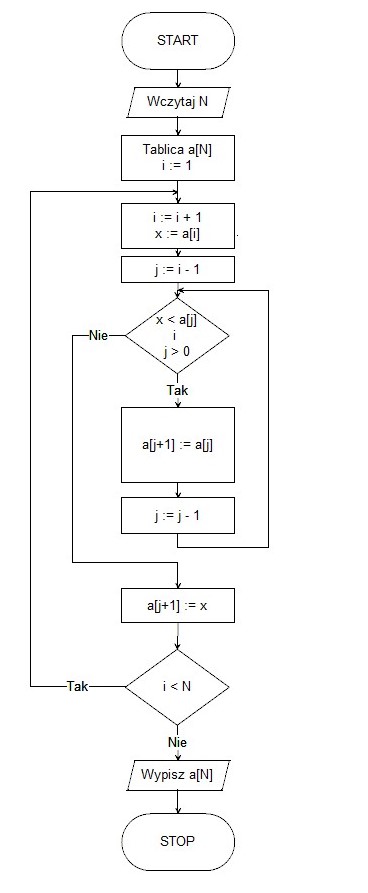 START
Wczytaj N
Tablica a[N]
i := 1
i := i + 1
x := a[i]
j := i - 1
x < a[j]
i
j > 0
Nie
Tak
a[j+1] := a[j]
j := j - 1
a[j+1] := x
i < N
Tak
Nie
Wypisz a[N]
STOP